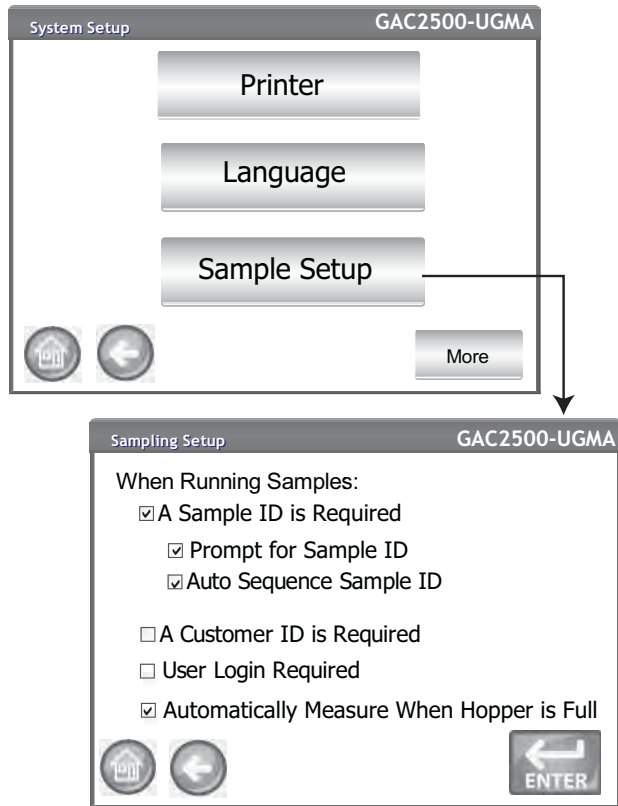 System Setup GAC2500-UGMA
Printer
Language
Sample Setup
More
Sampling Setup GAC2500-UGMA
When Running Samples:
A Sample ID is Required
Prompt for Sample ID
Auto Sequence Sample ID
A Customer ID is Required
User Login Required
Automatically Measure When Hopper is Full
ENTER